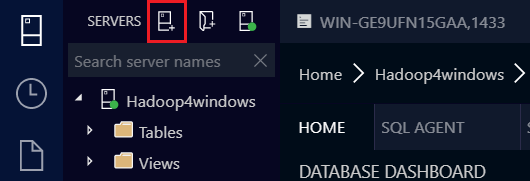 SERVERS
WIN-GE9UFN15GAA,1433
Search server names
Home Hadoop4windows
Hadoop4windows
HOME SQL AGENT
Tables
Views
DATABASE DASHBOARD